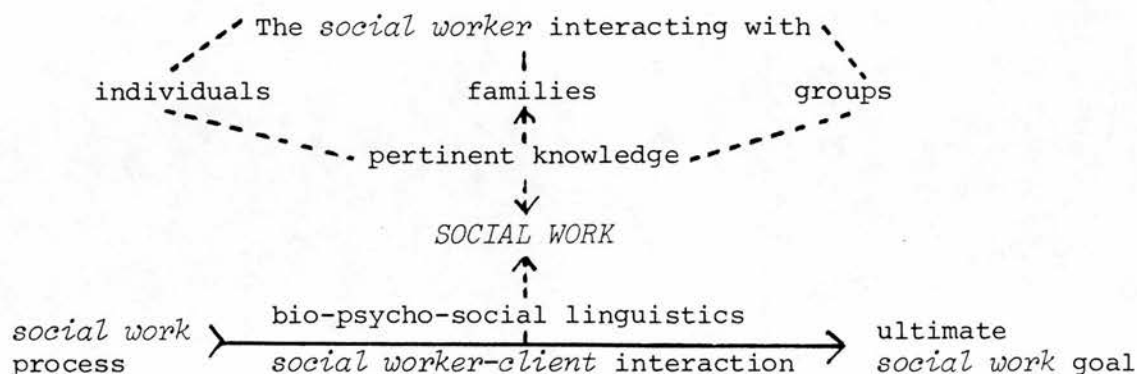 The social worker interacting with
individuals families groups
pertinent knowledge
SOCIAL WORK
bio-psycho-social linguistics
social work ultimate
process social worker-client interaction social work goal